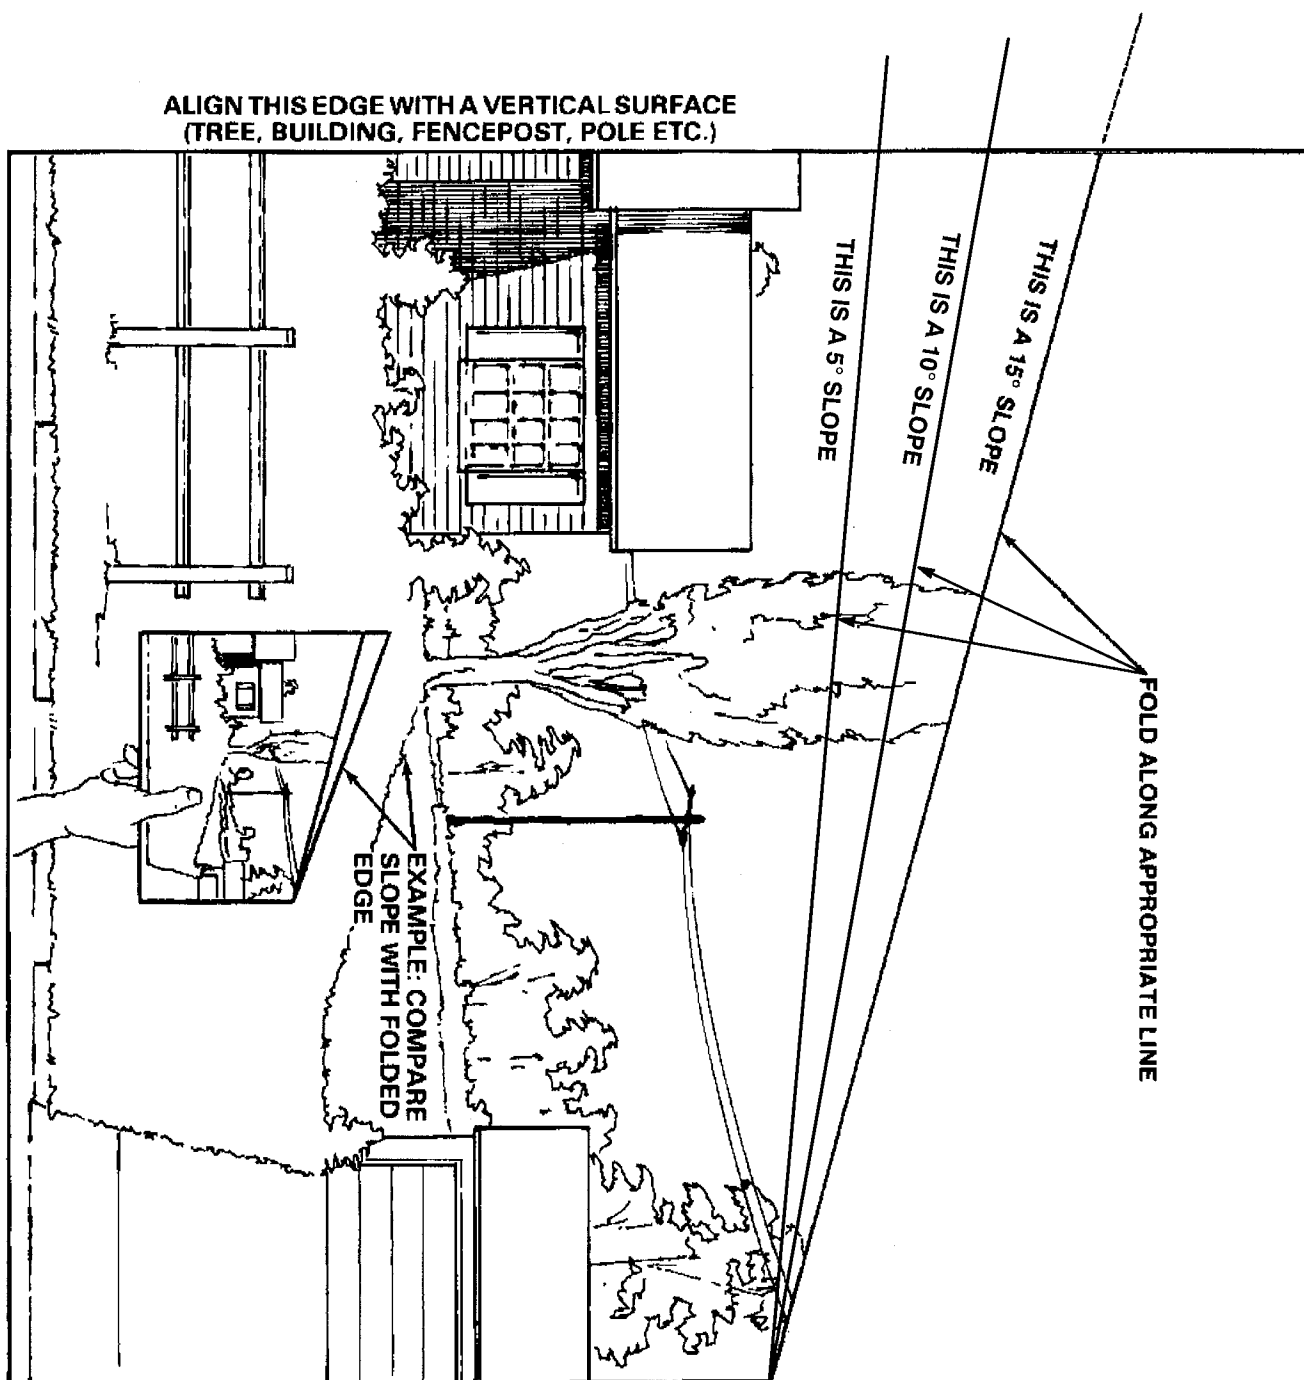 ALIGN THIS EDGE WITH A VERTICAL SURFACE
(TREE, BUILDING, FENCEPOST, POLE ETC.)
THIS IS A 15° SLOPE
THIS IS A 10° SLOPE
THIS IS A 5° SLOPE
FOLD ALONG APPROPRIATE LINE
EXAMPLE: COMPARE
SLOPE WITH FOLDED
EDGE